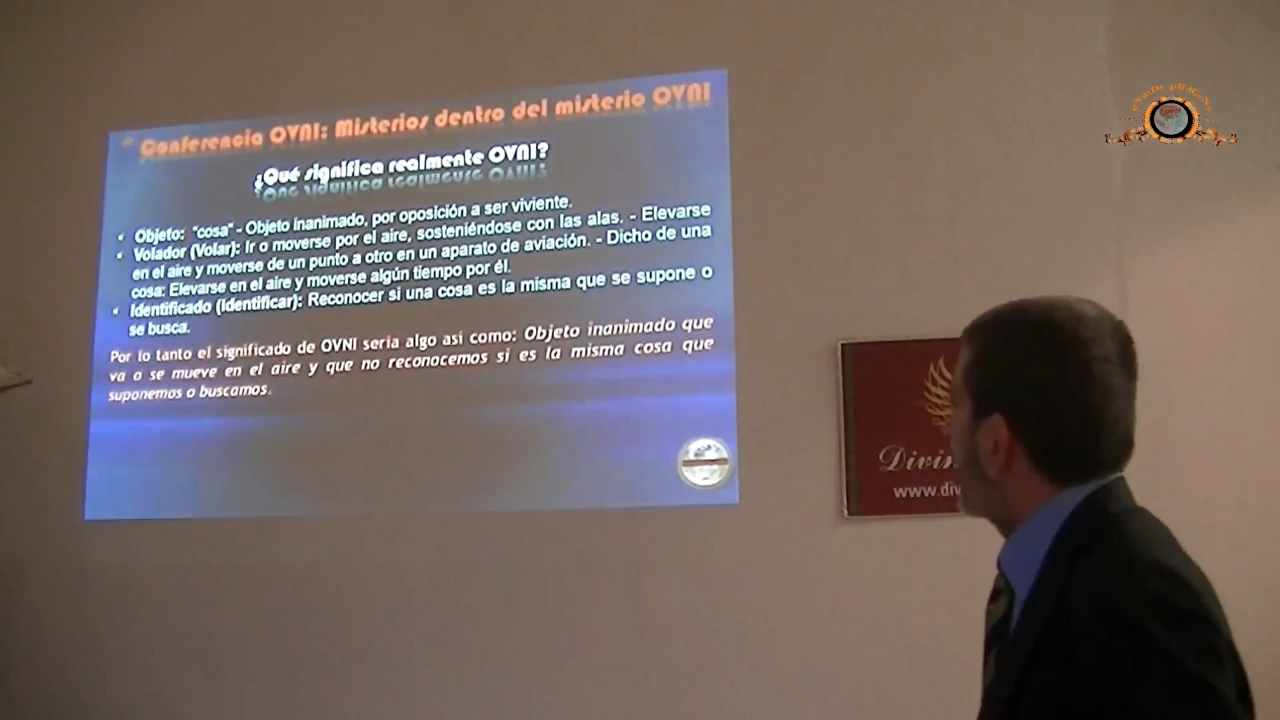 Conferencia OVNI: Misterios dentro del misterio OVNI
¿Qué significa realmente OVNI?
• Objeto: "cosa" - Objeto inanimado, por oposición a ser viviente.
• Volador (Volar): Ir o moverse por el aire, sosteniéndose con las alas. - Elevarse
en el aire y moverse de un punto a otro en un aparato de aviación. - Dicho de una
cosa: Elevarse en el aire y moverse algún tiempo por él.
• Identificado (Identificar): Reconocer si una cosa es la misma que se supone o
se busca.
Por lo tanto el significado de OVNI sería algo así como: Objeto inanimado que
va o se mueve en el aire y que no reconocemos si es la misma cosa que
suponemos o buscamos.
www.div